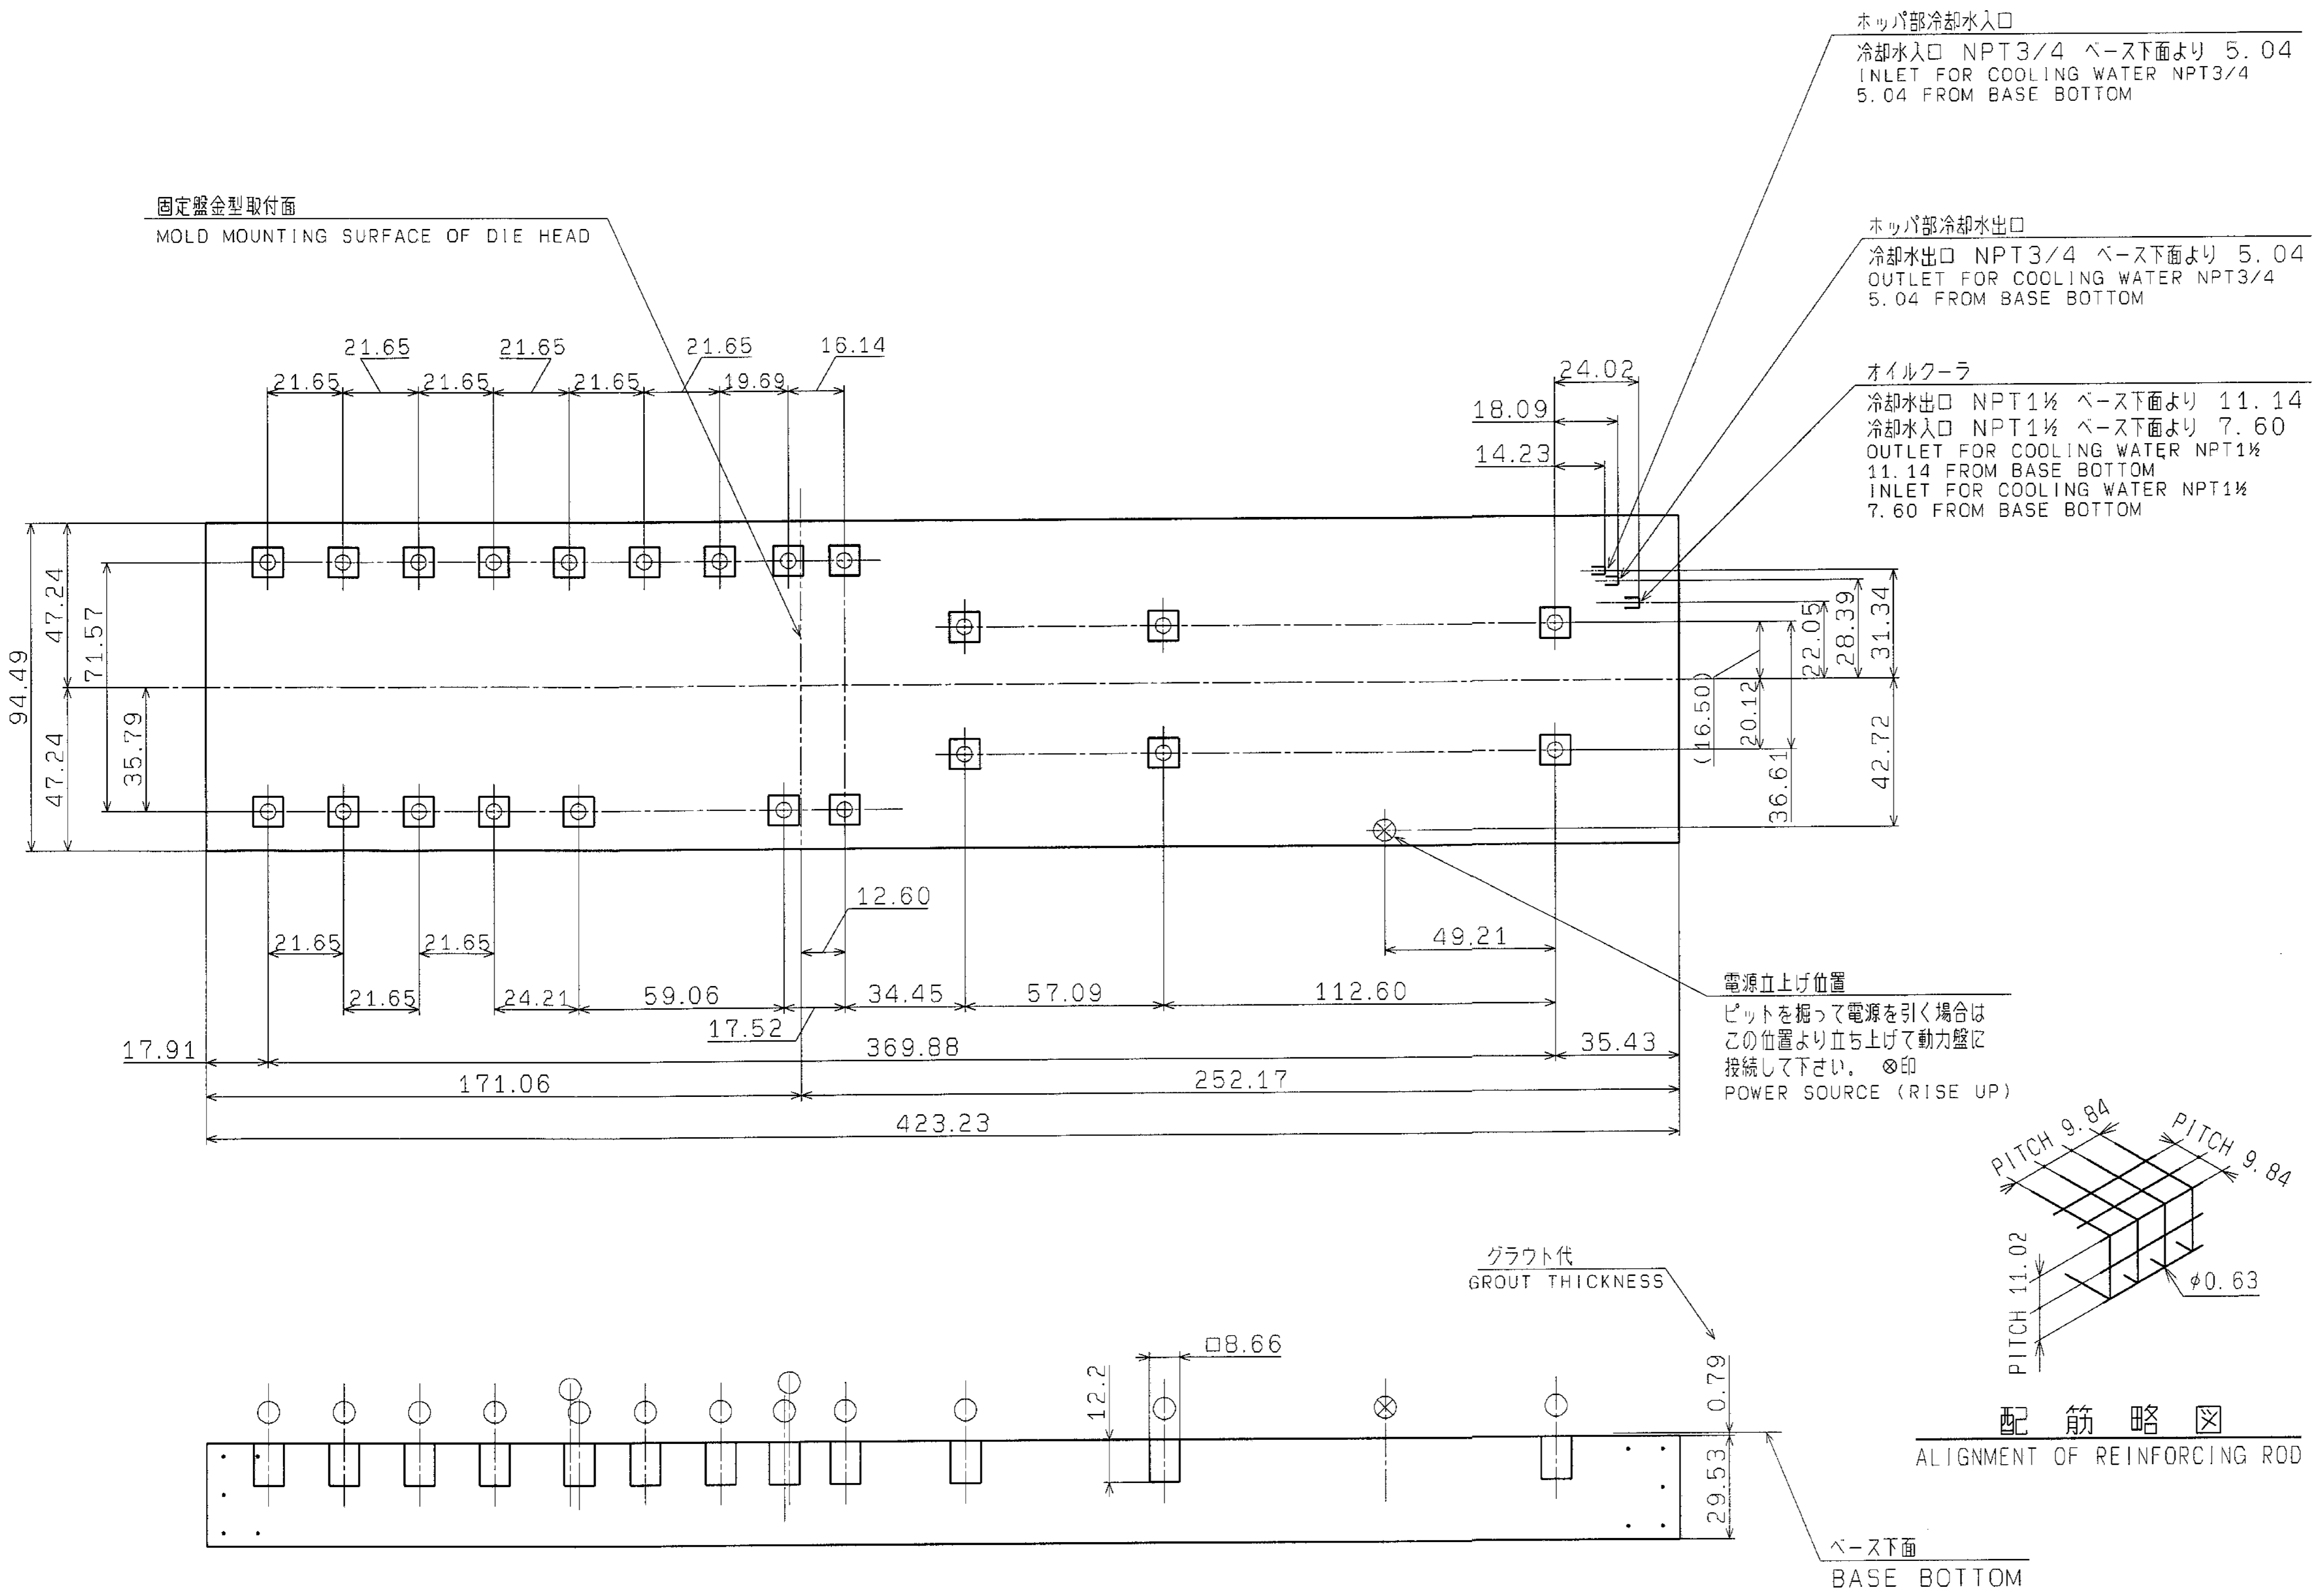 ホッパ部冷却水入口
冷却水入口 NPT3/4 ベース下面より 5.04
INLET FOR COOLING WATER NPT3/4
5.04 FROM BASE BOTTOM
固定盤金型取付面
MOLD MOUNTING SURFACE OF DIE HEAD
ホッパ部冷却水出口
冷却水出口 NPT3/4 ベース下面より 5.04
OUTLET FOR COOLING WATER NPT3/4
5.04 FROM BASE BOTTOM
オイルクーラ
冷却水出口 NPT1½ ベース下面より 11.14
冷却水入口 NPT1½ ベース下面より 7.60
OUTLET FOR COOLING WATER NPT1½
11.14 FROM BASE BOTTOM
INLET FOR COOLING WATER NPT1½
7.60 FROM BASE BOTTOM
21.65 21.65 21.65 16.14
21.65 21.65 21.65 19.69
24.02
18.09
14.23
94.49
47.24
47.24
71.57
35.79
31.34
28.39
22.05
(16.50)
20.12
36.61
42.72
12.60
21.65 21.65
49.21
21.65 24.21 59.06 34.45 57.09 112.60
17.52
17.91 369.88 35.43
171.06 252.17
423.23
電源立上げ位置
ピットを掘って電源を引く場合は
この位置より立ち上げて動力盤に
接続して下さい。 ⊗印
POWER SOURCE (RISE UP)
PITCH 9.84
PITCH 9.84
PITCH 11.02
φ0.63
配筋略図
ALIGNMENT OF REINFORCING ROD
グラウト代
GROUT THICKNESS
□8.66
12.2
0.79
29.53
ベース下面
BASE BOTTOM